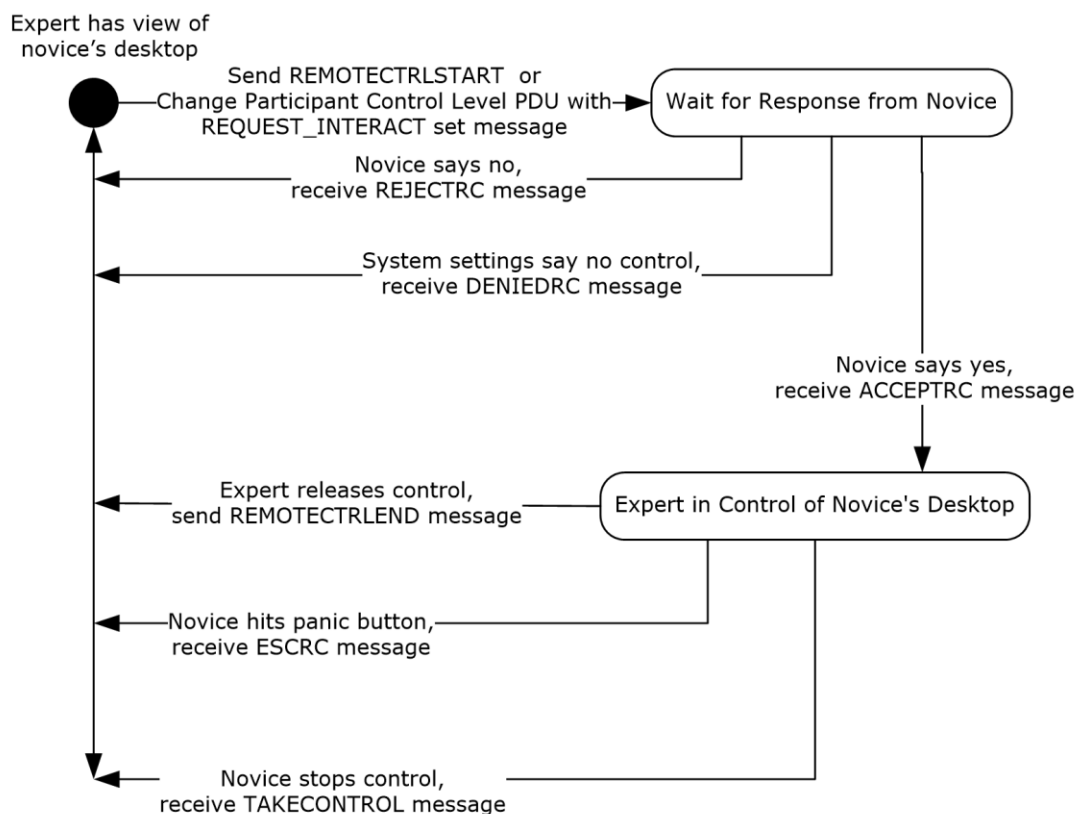 Expert has view of
novice's desktop
Send REMOTECTRLSTART or
Change Participant Control Level PDU with
REQUEST_INTERACT set message
Wait for Response from Novice
Novice says no,
receive REJECTRC message
System settings say no control,
receive DENIEDRC message
Novice says yes,
receive ACCEPTRC message
Expert releases control,
send REMOTECTRLEND message
Expert in Control of Novice's Desktop
Novice hits panic button,
receive ESCRC message
Novice stops control,
receive TAKECONTROL message